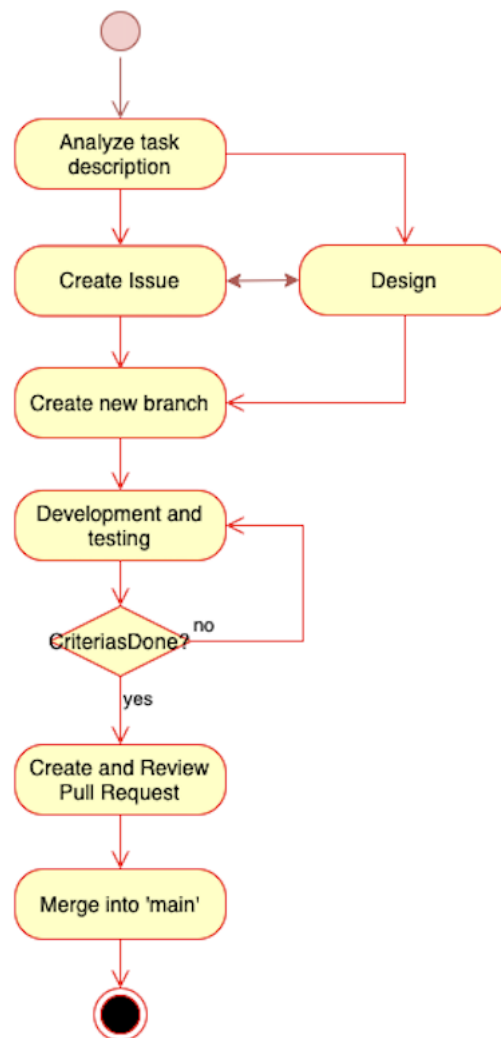 Analyze task
description
Create Issue
Design
Create new branch
Development and
testing
CriteriasDone?
no
yes
Create and Review
Pull Request
Merge into 'main'